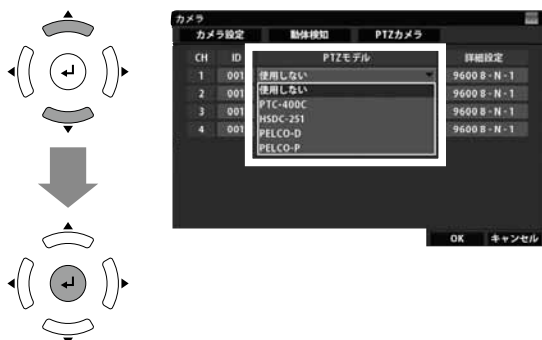 カメラ
カメラ設定 動体検知 PTZカメラ
CH ID PTZモデル 詳細設定
1 001 使用しない 9600 8 - N - 1
2 001 使用しない 9600 8 - N - 1
3 001 PTC-400C 9600 8 - N - 1
HSDC-251
4 001 PELCO-D 9600 8 - N - 1
PELCO-P
OK キャンセル